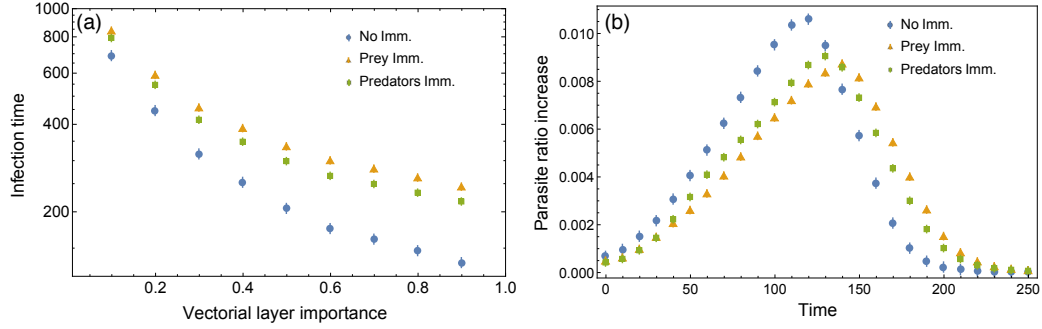 (a)
No Imm.
Prey Imm.
Predators Imm.
1000
800
600
400
200
0.2 0.4 0.6 0.8 1.0
Infection time
Vectorial layer importance
(b)
No Imm.
Prey Imm.
Predators Imm.
0.010
0.008
0.006
0.004
0.002
0.000
0 50 100 150 200 250
Parasite ratio increase
Time